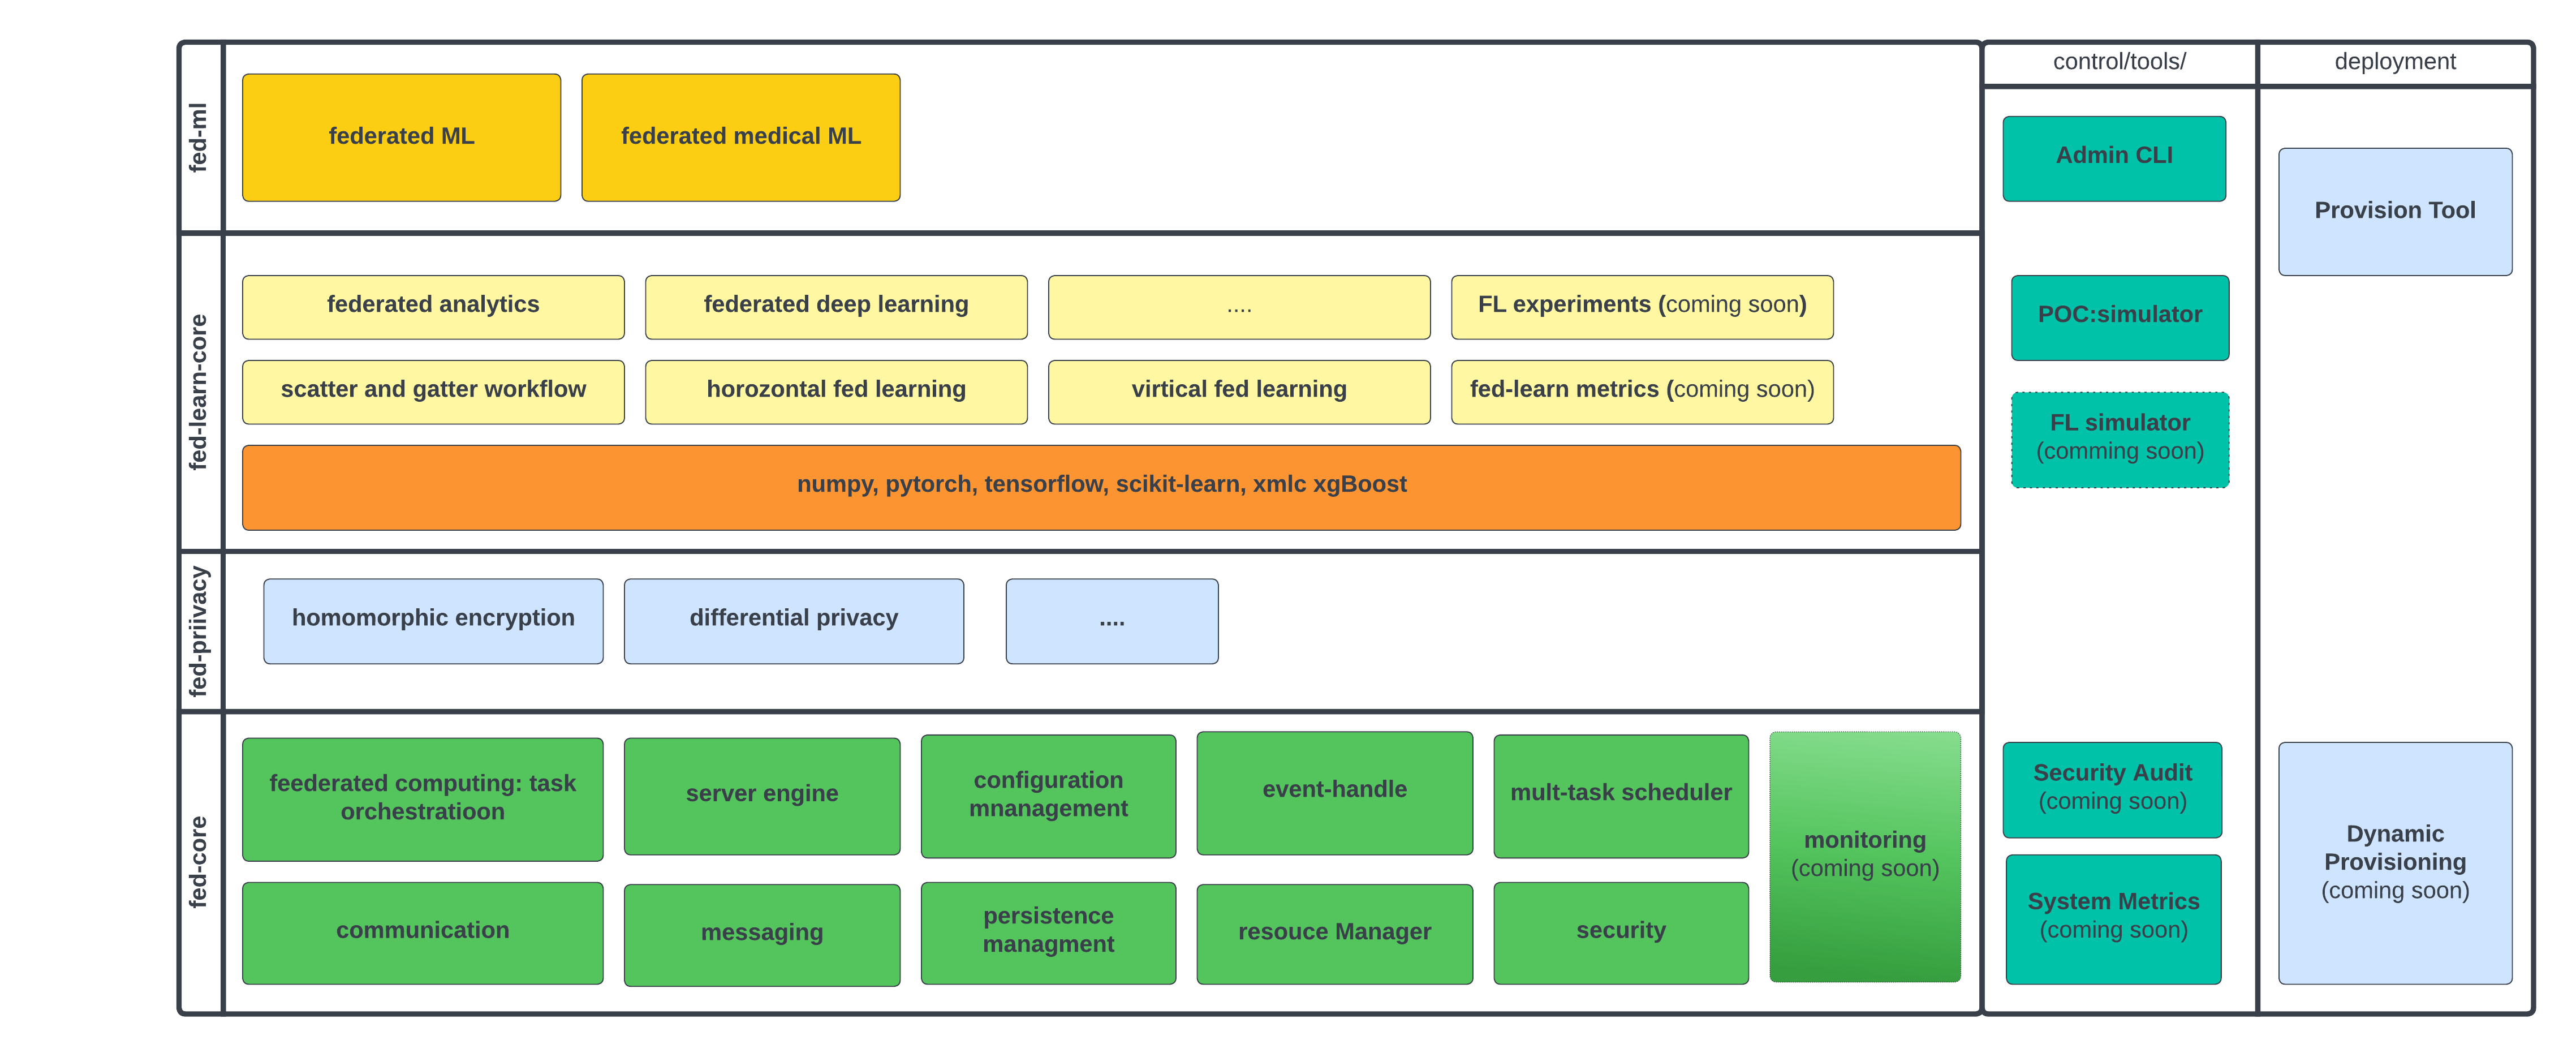 control/tools/
deployment
fed-ml
federated ML
federated medical ML
Admin CLI
Provision Tool
fed-learn-core
federated analytics
federated deep learning
....
FL experiments (coming soon)
POC:simulator
scatter and gatter workflow
horozontal fed learning
virtical fed learning
fed-learn metrics (coming soon)
FL simulator
(comming soon)
numpy, pytorch, tensorflow, scikit-learn, xmlc xgBoost
fed-priivacy
homomorphic encryption
differential privacy
....
fed-core
feederated computing: task
orchestratioon
server engine
configuration
mnanagement
event-handle
mult-task scheduler
monitoring
(coming soon)
Security Audit
(coming soon)
Dynamic
Provisioning
(coming soon)
communication
messaging
persistence
managment
resouce Manager
security
System Metrics
(coming soon)